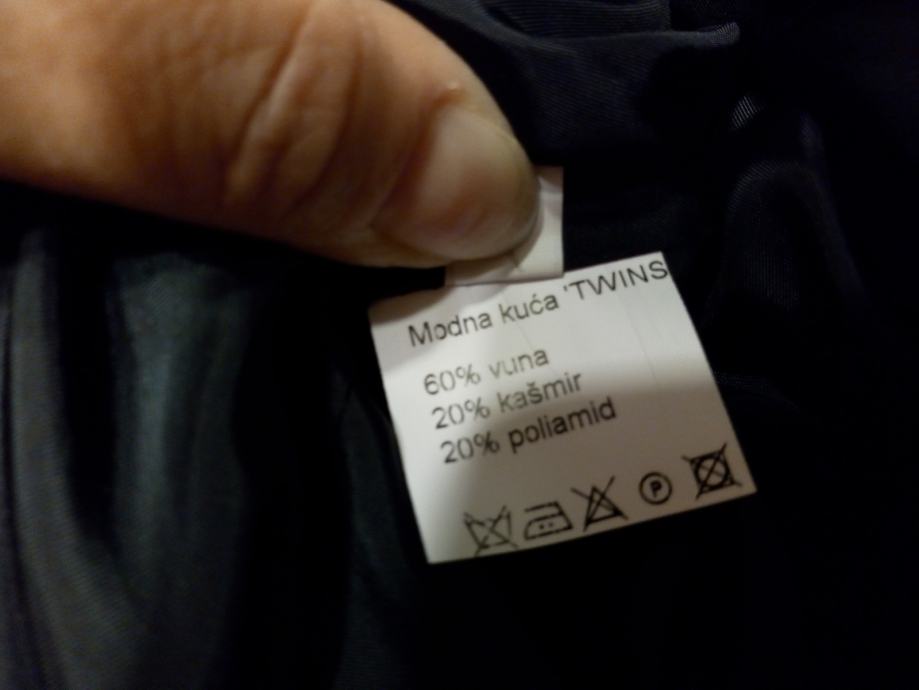 Modna kuća 'TWINS
60% vuna
20% kašmir
20% poliamid
P